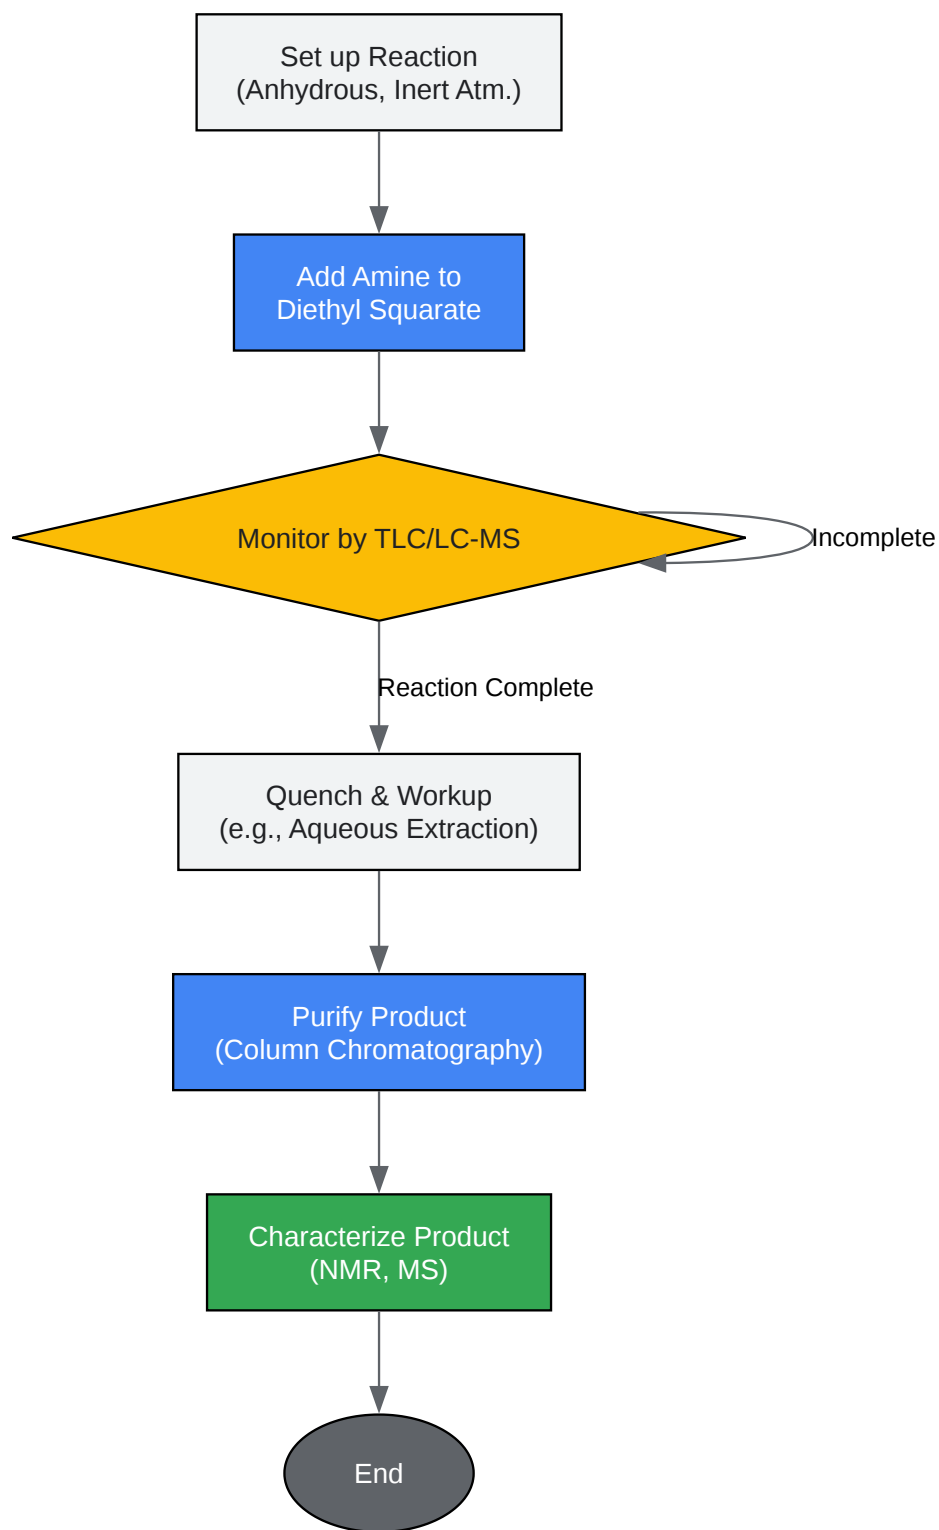 Set up Reaction
(Anhydrous, Inert Atm.)
Add Amine to
Diethyl Squarate
Monitor by TLC/LC-MS
Incomplete
Reaction Complete
Quench & Workup
(e.g., Aqueous Extraction)
Purify Product
(Column Chromatography)
Characterize Product
(NMR, MS)
End